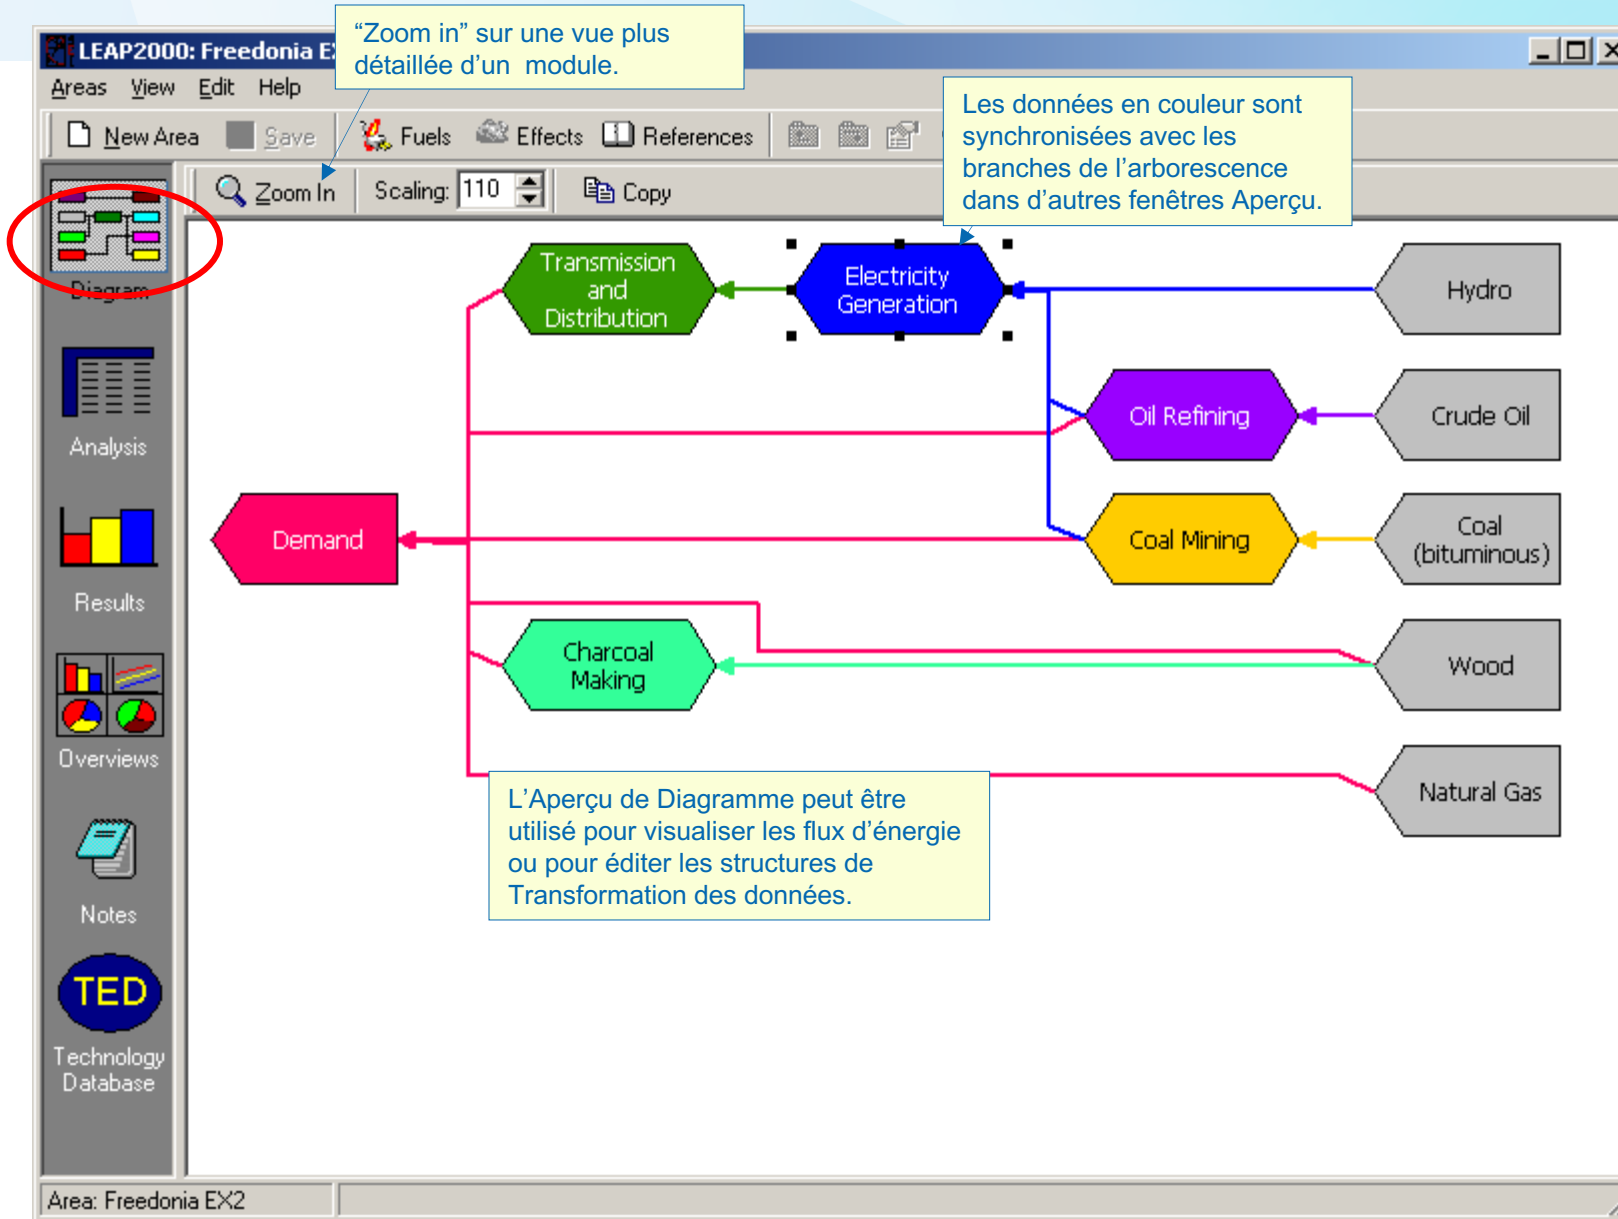 “Zoom in” sur une vue plus
détaillée d’un module.
LEAP2000: Freedonia E
Areas View Edit Help
Les données en couleur sont
synchronisées avec les
branches de l’arborescence
dans d’autres fenêtres Aperçu.
New Area Save Fuels Effects References
Zoom In Scaling: 110 Copy
Diagram
Analysis
Results
Overviews
Notes
TED
Technology
Database
Transmission
and
Distribution
Electricity
Generation
Hydro
Oil Refining
Crude Oil
Demand
Coal Mining
Coal
(bituminous)
Charcoal
Making
Wood
Natural Gas
L’Aperçu de Diagramme peut être
utilisé pour visualiser les flux d’énergie
ou pour éditer les structures de
Transformation des données.
Area: Freedonia EX2